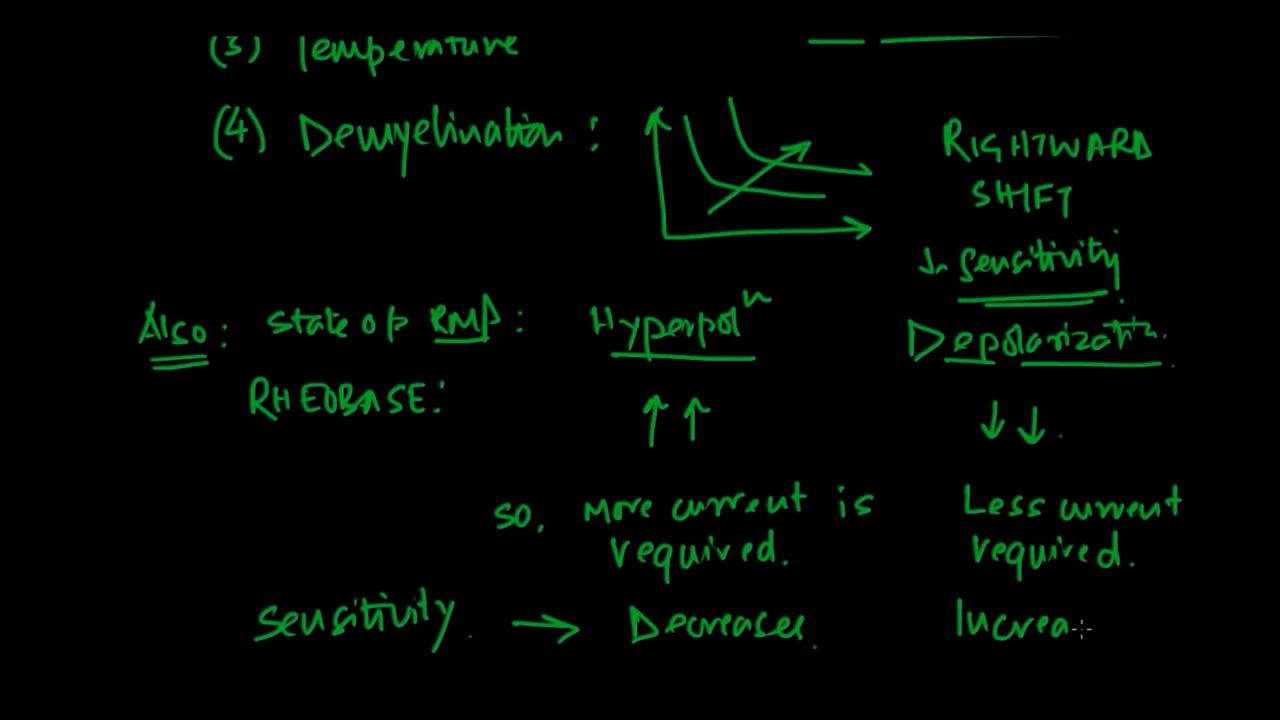 (3) Temperature
(4) Demyelination :
RIGHTWARD
SHIFT
↓ Sensitivity
Also : State of RMP : Hyperpolⁿ Depolarization.
RHEOBASE : ↑ ↑ ↓ ↓ .
So, More current is Less current
required. required.
Sensitivity. → Decreases. Increa